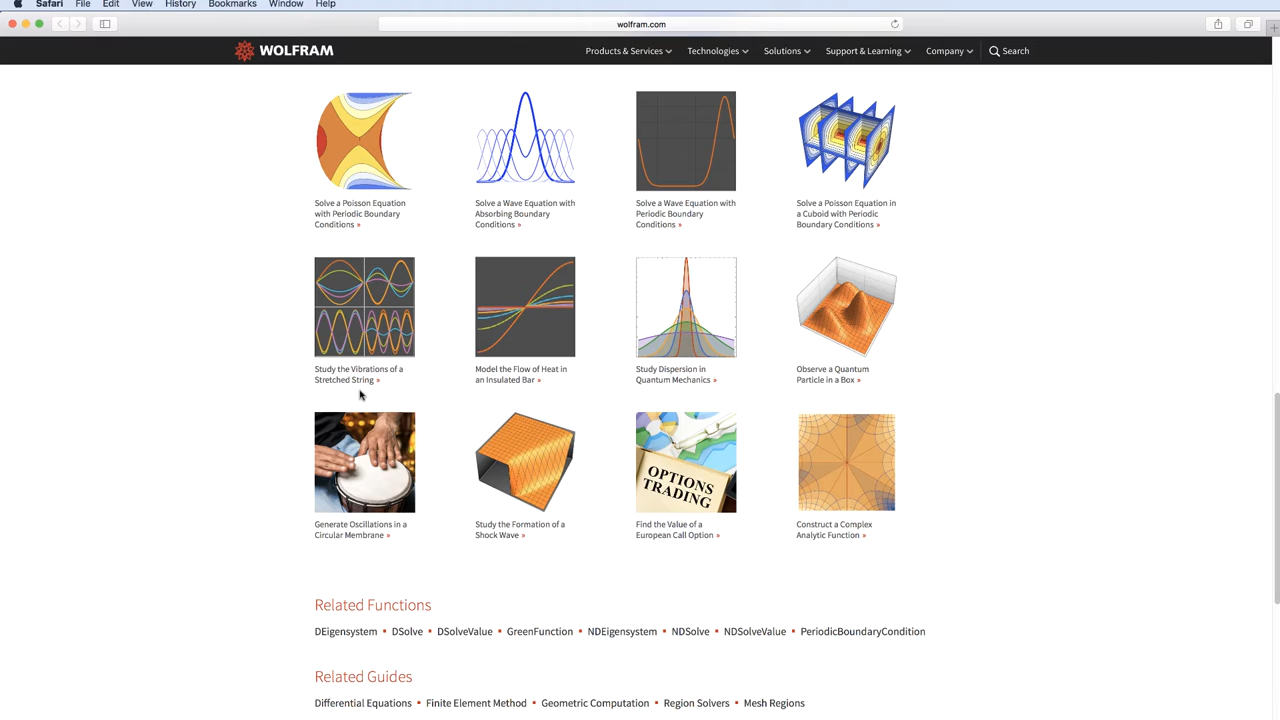 Safari File Edit View History Bookmarks Window Help
wolfram.com
WOLFRAM Products & Services Technologies Solutions Support & Learning Company Search
Solve a Poisson Equation
with Periodic Boundary
Conditions »
Solve a Wave Equation with
Absorbing Boundary
Conditions »
Solve a Wave Equation with
Periodic Boundary
Conditions »
Solve a Poisson Equation in
a Cuboid with Periodic
Boundary Conditions »
Study the Vibrations of a
Stretched String »
Model the Flow of Heat in
an Insulated Bar »
Study Dispersion in
Quantum Mechanics »
Observe a Quantum
Particle in a Box »
OPTIONS
TRADING
Generate Oscillations in a
Circular Membrane »
Study the Formation of a
Shock Wave »
Find the Value of a
European Call Option »
Construct a Complex
Analytic Function »
Related Functions
DEigensystem ▪ DSolve ▪ DSolveValue ▪ GreenFunction ▪ NDEigensystem ▪ NDSolve ▪ NDSolveValue ▪ PeriodicBoundaryCondition
Related Guides
Differential Equations ▪ Finite Element Method ▪ Geometric Computation ▪ Region Solvers ▪ Mesh Regions